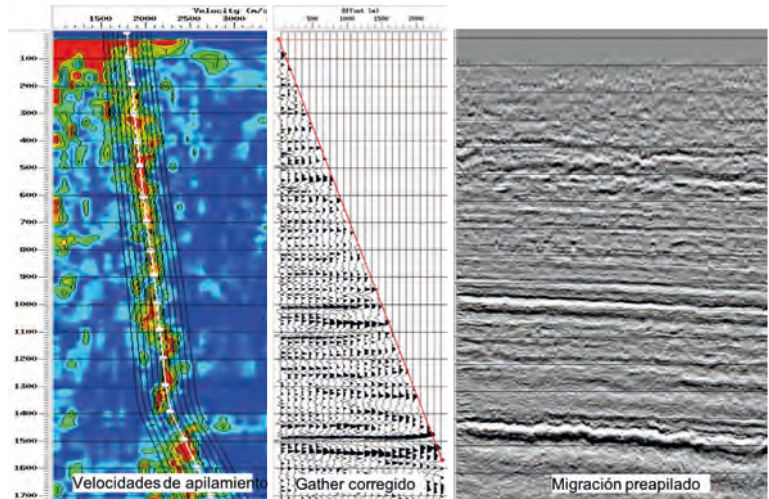 Velocity (m/s
1500 2000 2500 3000
Offset (m)
500 1000 1500 2000
100
200
300
400
500
600
700
800
900
1000
1100
1200
1300
1400
1500
1600
1700
Velocidades de apilamiento
Gather corregido
Migración preapilado